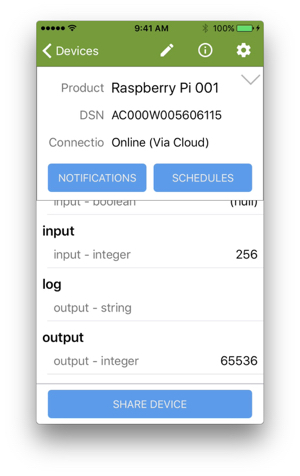 9:41 AM 100%
Devices
Product Raspberry Pi 001
DSN AC000W005606115
Connectio Online (Via Cloud)
NOTIFICATIONS SCHEDULES
input - boolean (null)
input
input - integer 256
log
output - string
output
output - integer 65536
SHARE DEVICE